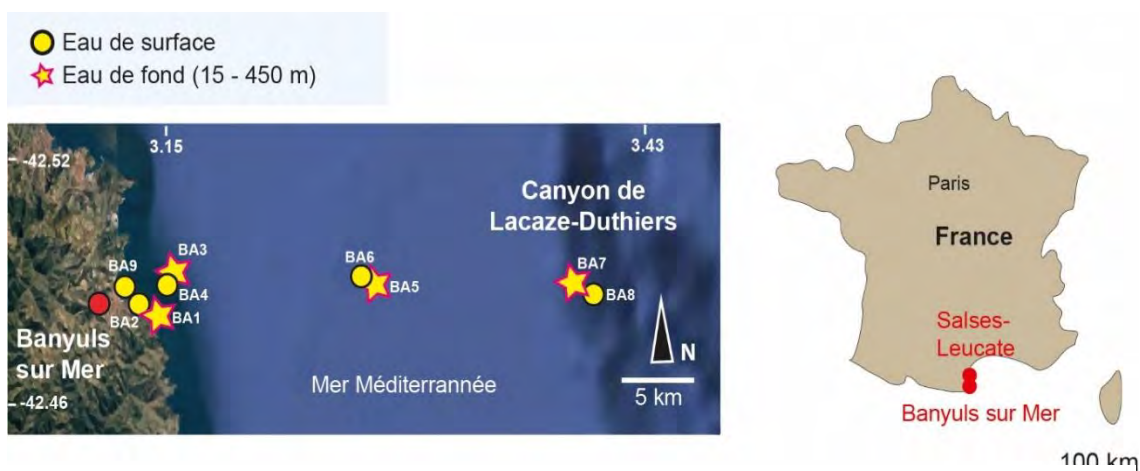 Eau de surface
Eau de fond (15 - 450 m)
3.15
3.43
-42.52
Canyon de
Lacaze-Duthiers
BA3
BA6
BA7
BA9
BA4
BA5
BA8
BA2
BA1
Banyuls
sur Mer
N
Mer Méditerrannée
5 km
-42.46
Paris
France
Salses-
Leucate
Banyuls sur Mer
100 km